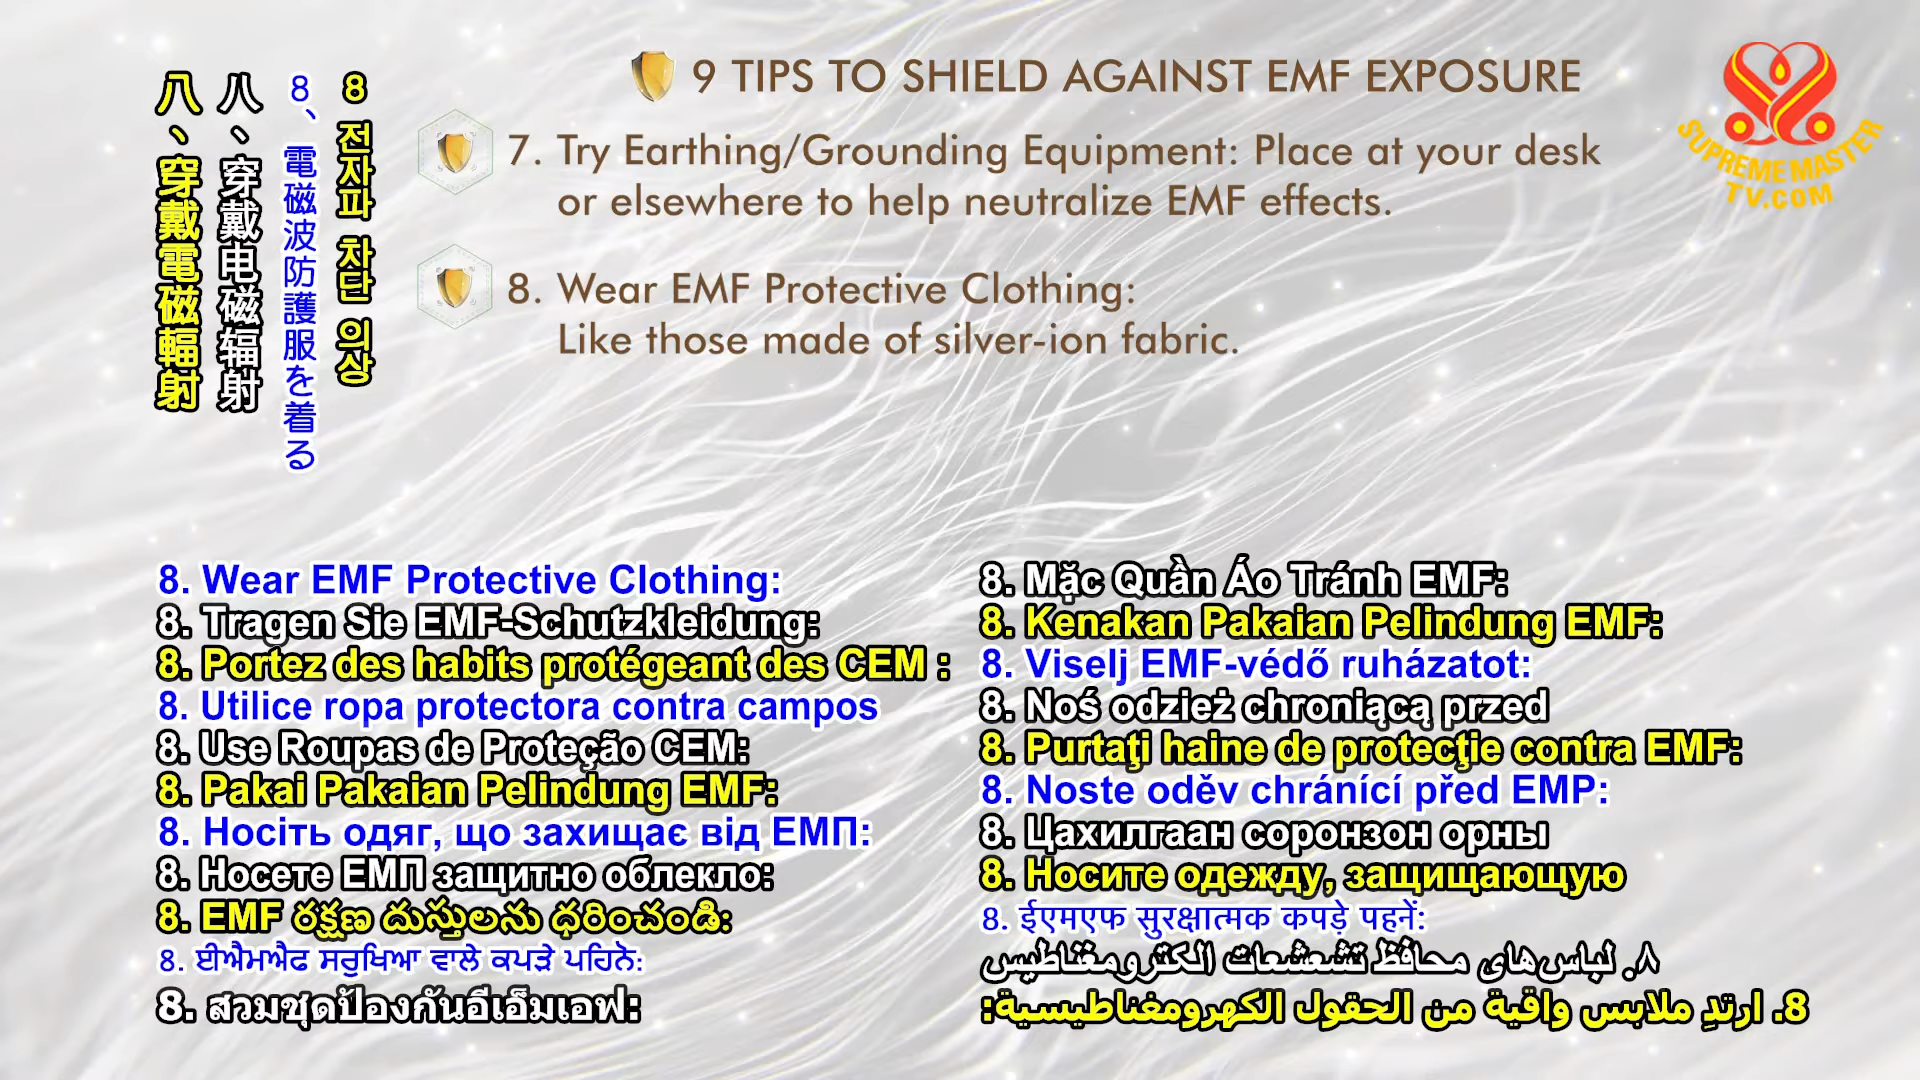 9 TIPS TO SHIELD AGAINST EMF EXPOSURE
7. Try Earthing/Grounding Equipment: Place at your desk
or elsewhere to help neutralize EMF effects.
8. Wear EMF Protective Clothing:
Like those made of silver-ion fabric.
SUPREME MASTER
TV.COM
8 전자파 차단 의상
8、電磁波防護服を着る
八、穿戴电磁辐射
八、穿戴電磁輻射
8. Wear EMF Protective Clothing:
8. Tragen Sie EMF-Schutzkleidung:
8. Portez des habits protégeant des CEM :
8. Utilice ropa protectora contra campos
8. Use Roupas de Proteção CEM:
8. Pakai Pakaian Pelindung EMF:
8. Носіть одяг, що захищає від ЕМП:
8. Носете ЕМП защитно облекло:
8. EMF రక్షణ దుస్తులను ధరించండి:
8. ਈਐਮਐਫ ਸਰੁਖਿਆ ਵਾਲੇ ਕਪੜੇ ਪਹਿਨੋ:
8. สวมชุดป้องกันอีเอ็มเอฟ:
8. Mặc Quần Áo Tránh EMF:
8. Kenakan Pakaian Pelindung EMF:
8. Viselj EMF-védő ruházatot:
8. Noś odzież chroniącą przed
8. Purtaţi haine de protecţie contra EMF:
8. Noste oděv chránící před EMP:
8. Цахилгаан соронзон орны
8. Носите одежду, защищающую
8. ईएमएफ सुरक्षात्मक कपड़े पहनें:
۸. لباس‌های محافظ تشعشعات الکترومغناطیس
8. ارتدِ ملابس واقية من الحقول الكهرومغناطيسية: